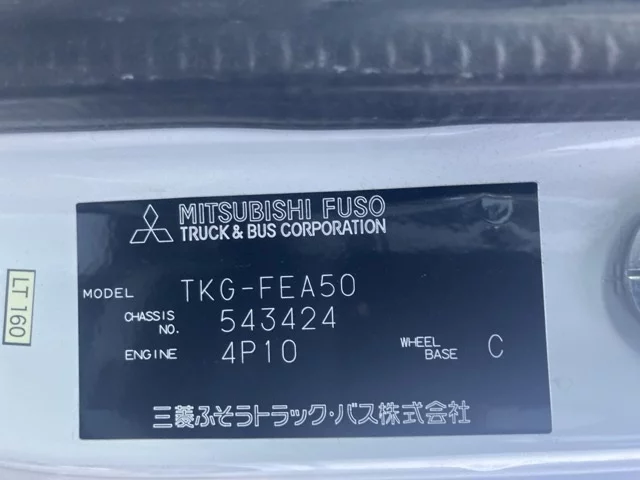 MITSUBISHI FUSO
TRUCK & BUS CORPORATION
MODEL TKG-FEA50
CHASSIS NO. 543424
ENGINE 4P10 WHEEL BASE C
三菱ふそうトラック・バス株式会社
LT 160